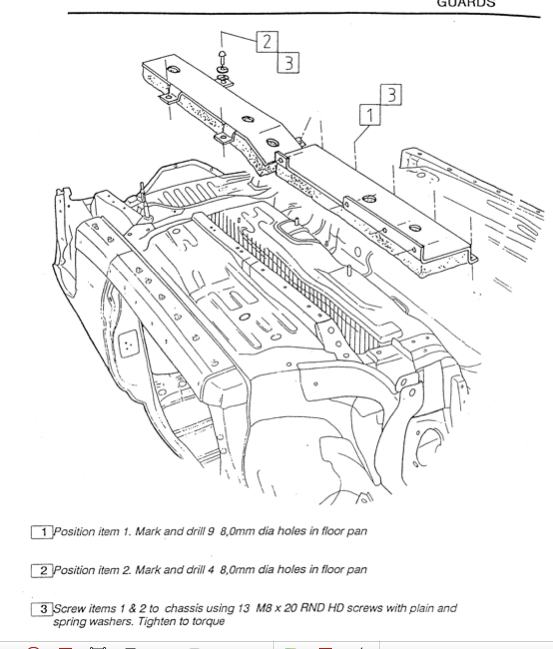 GUARDS
2
3
3
1
1 Position item 1. Mark and drill 9 8,0mm dia holes in floor pan
2 Position item 2. Mark and drill 4 8,0mm dia holes in floor pan
3 Screw items 1 & 2 to chassis using 13 M8 x 20 RND HD screws with plain and
spring washers. Tighten to torque